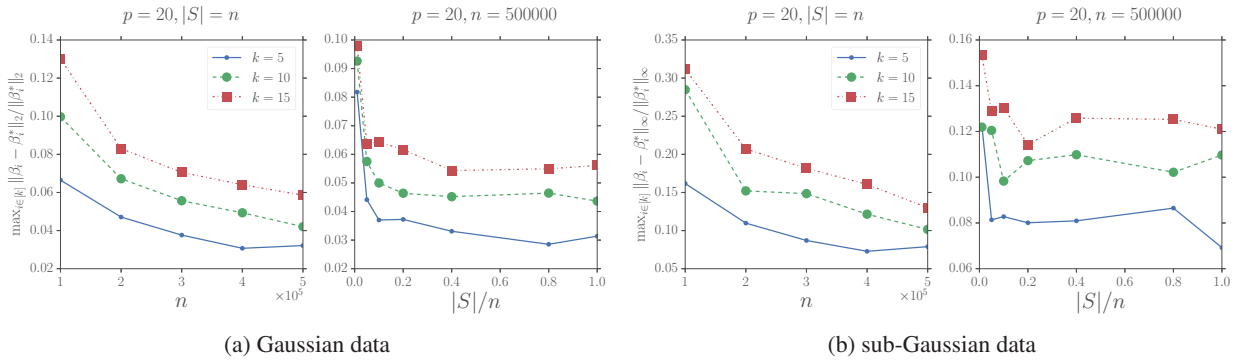 p = 20, |S| = n
p = 20, n = 500000
p = 20, |S| = n
p = 20, n = 500000
max_{i∈[k]} ||β_i − β_i^*||_2/||β_i^*||_2
0.14
0.12
0.10
0.08
0.06
0.04
0.02
k = 5
k = 10
k = 15
1 2 3 4 5
×10^5
n
0.10
0.09
0.08
0.07
0.06
0.05
0.04
0.03
0.02
0.0 0.2 0.4 0.6 0.8 1.0
|S|/n
max_{i∈[k]} ||β_i − β_i^*||_∞/||β_i^*||_∞
0.35
0.30
0.25
0.20
0.15
0.10
0.05
k = 5
k = 10
k = 15
1 2 3 4 5
×10^5
n
0.16
0.14
0.12
0.10
0.08
0.06
0.0 0.2 0.4 0.6 0.8 1.0
|S|/n
(a) Gaussian data
(b) sub-Gaussian data